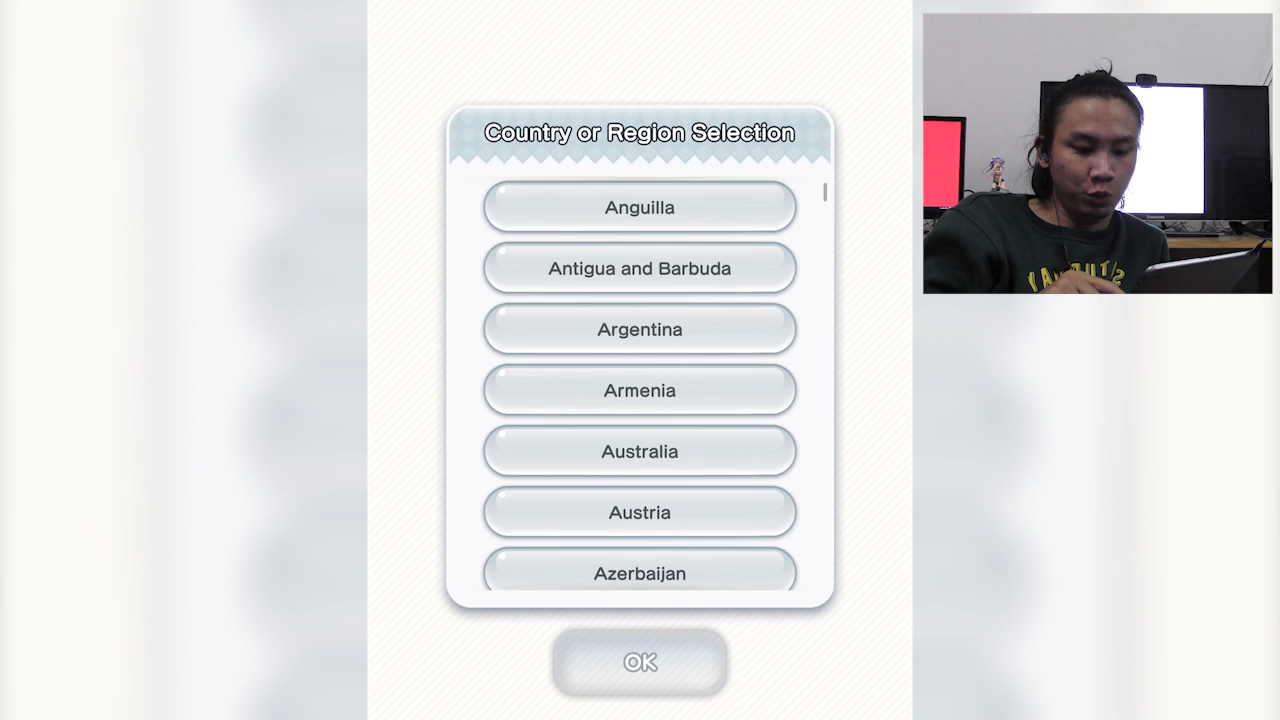 Country or Region Selection
Anguilla
Antigua and Barbuda
Argentina
Armenia
Australia
Austria
Azerbaijan
OK